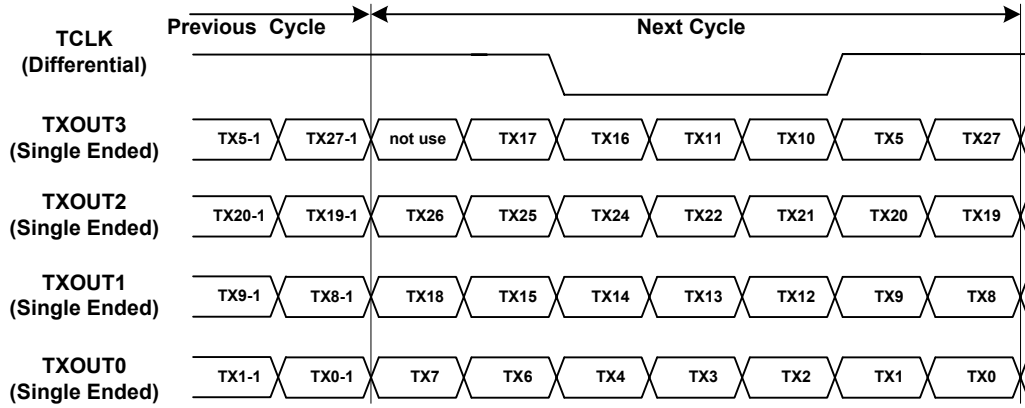 Previous Cycle Next Cycle
TCLK
(Differential)
TXOUT3
(Single Ended)
TX5-1 TX27-1 not use TX17 TX16 TX11 TX10 TX5 TX27
TXOUT2
(Single Ended)
TX20-1 TX19-1 TX26 TX25 TX24 TX22 TX21 TX20 TX19
TXOUT1
(Single Ended)
TX9-1 TX8-1 TX18 TX15 TX14 TX13 TX12 TX9 TX8
TXOUT0
(Single Ended)
TX1-1 TX0-1 TX7 TX6 TX4 TX3 TX2 TX1 TX0